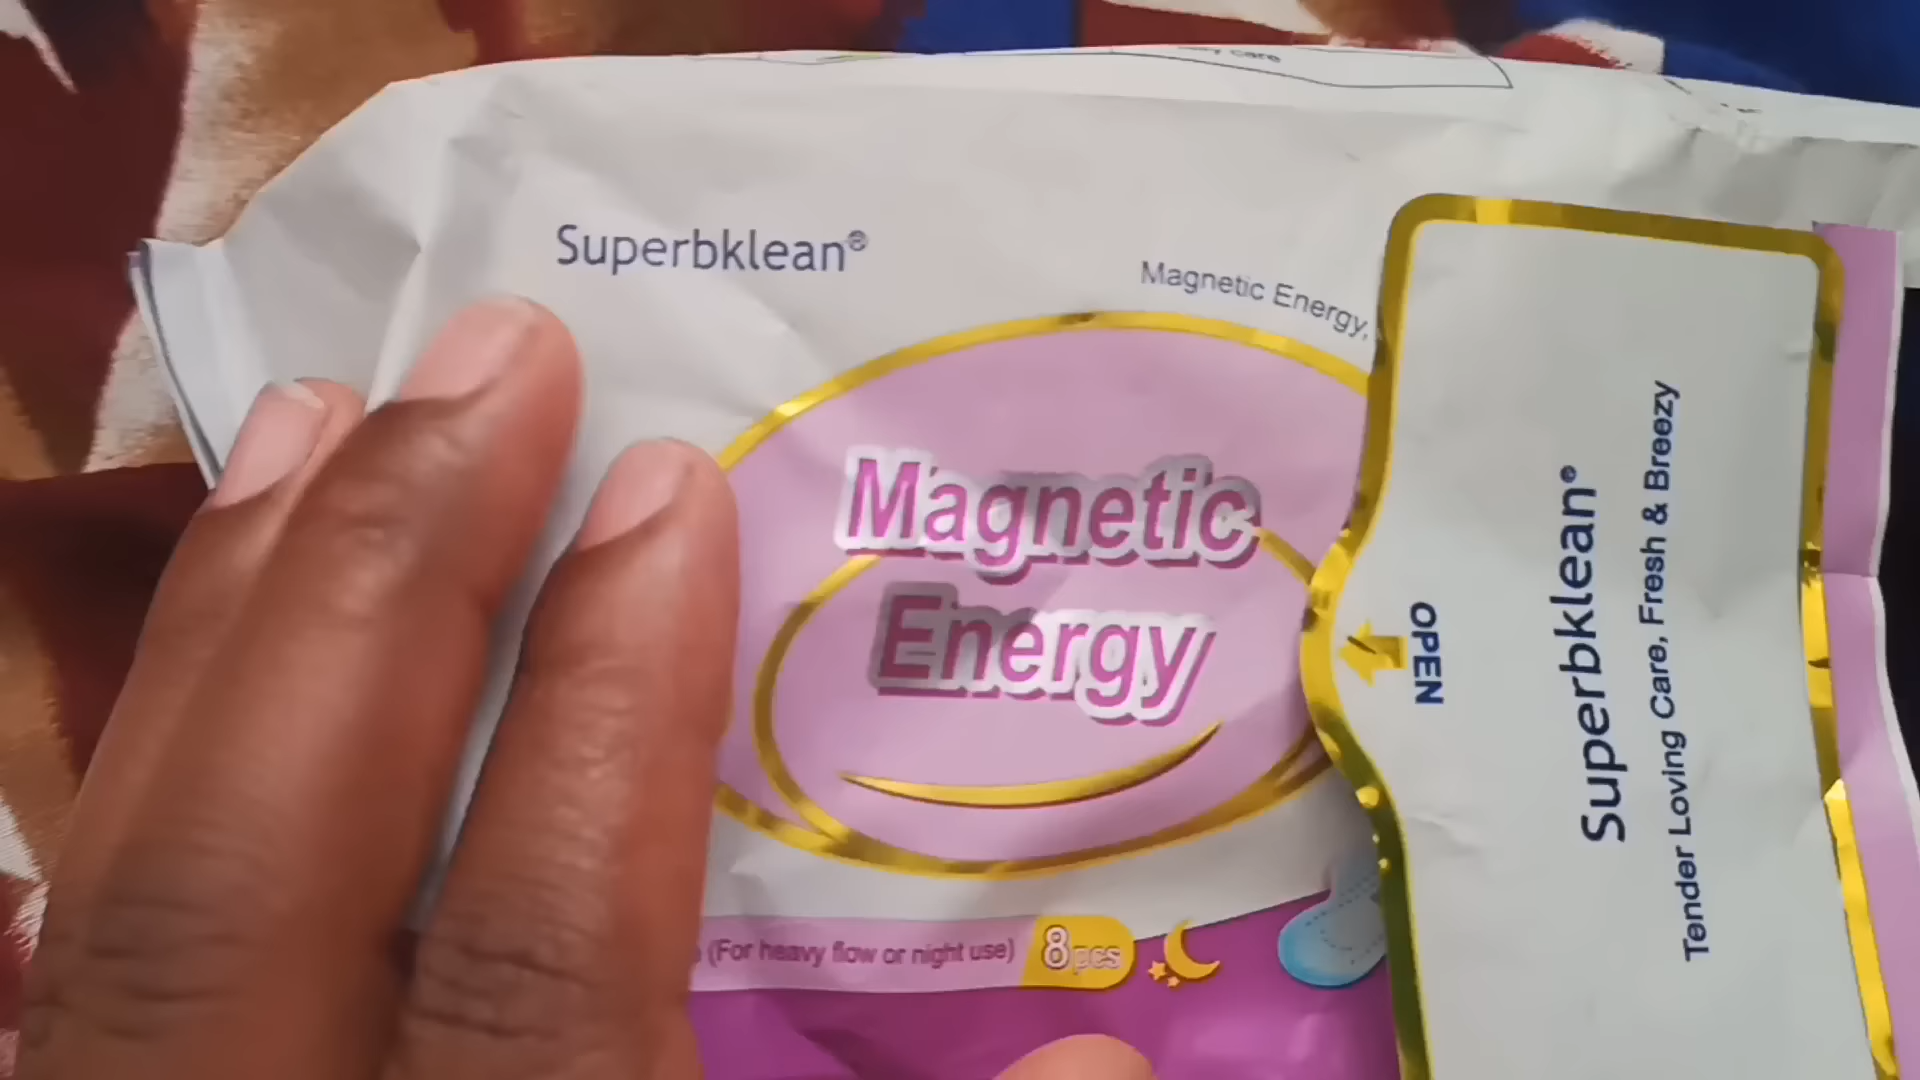 care
Superbklean®
Magnetic Energy,
Magnetic
Energy
(For heavy flow or night use) 8pcs
OPEN
Superbklean®
Tender Loving Care, Fresh & Breezy